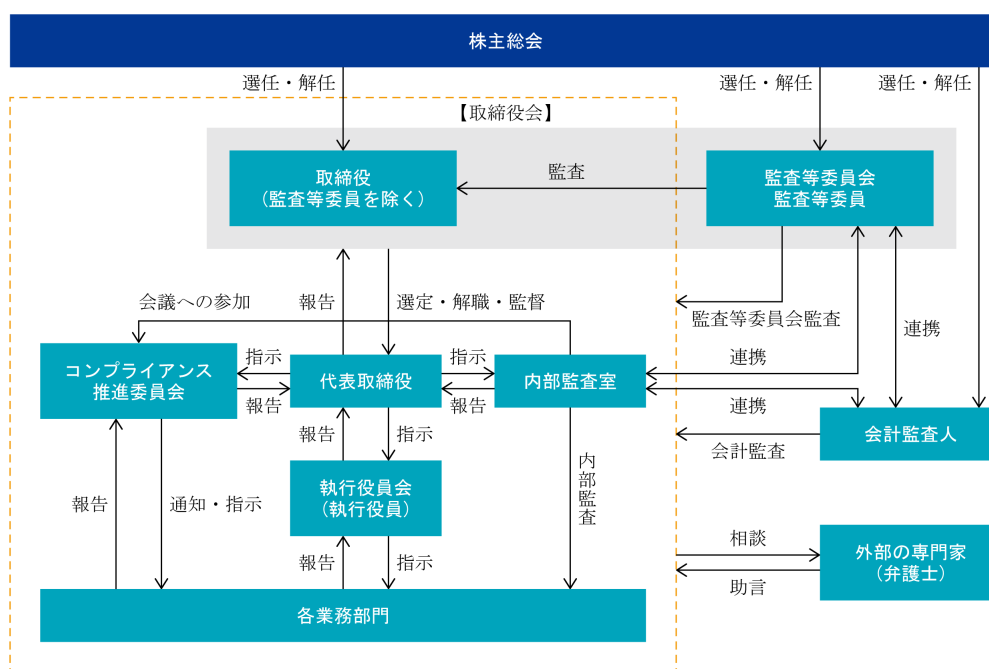 株主総会
選任・解任
選任・解任
選任・解任
【取締役会】
取締役
(監査等委員を除く)
監査
監査等委員会
監査等委員
会議への参加
報告
選定・解職・監督
監査等委員会監査
連携
コンプライアンス
推進委員会
指示
報告
代表取締役
指示
報告
内部監査室
連携
連携
会計監査人
会計監査
報告
指示
内部監査
執行役員会
(執行役員)
報告
通知・指示
報告
指示
相談
助言
外部の専門家
(弁護士)
各業務部門